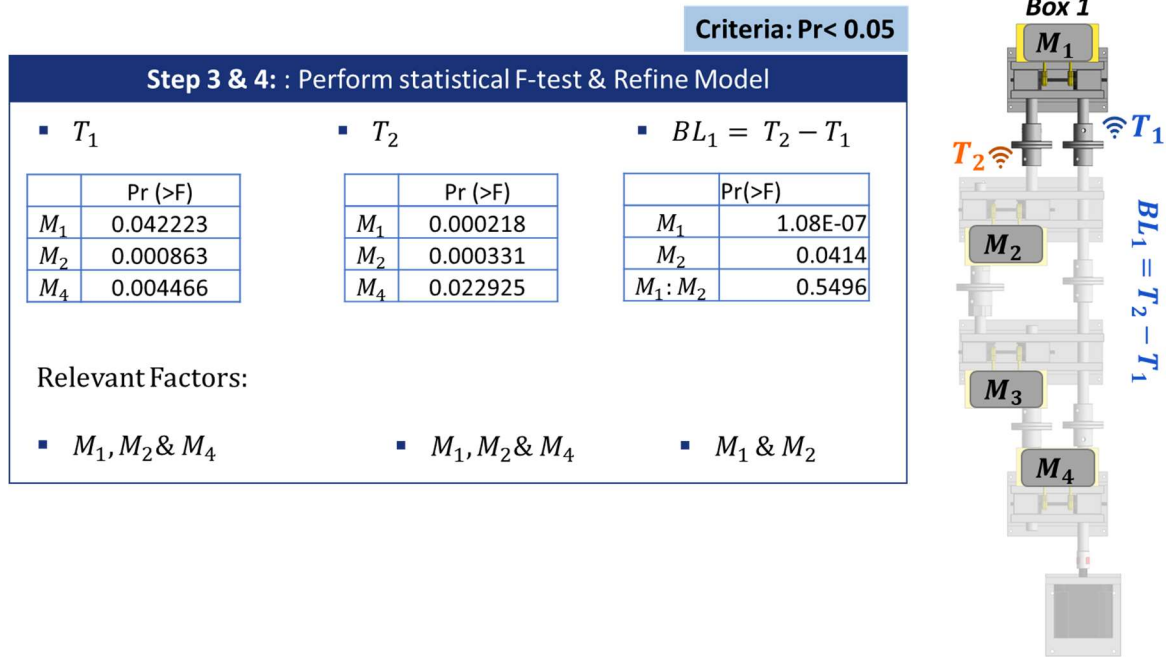 Box 1
Criteria: Pr< 0.05
Step 3 & 4: : Perform statistical F-test & Refine Model
▪ T₁
▪ T₂
▪ BL₁ = T₂ − T₁
Pr (>F)
M₁ 0.042223
M₂ 0.000863
M₄ 0.004466
Pr (>F)
M₁ 0.000218
M₂ 0.000331
M₄ 0.022925
Pr(>F)
M₁ 1.08E-07
M₂ 0.0414
M₁: M₂ 0.5496
Relevant Factors:
▪ M₁, M₂& M₄
▪ M₁, M₂& M₄
▪ M₁ & M₂
M₁
T₁
T₂
M₂
BL₁ = T₂ − T₁
M₃
M₄